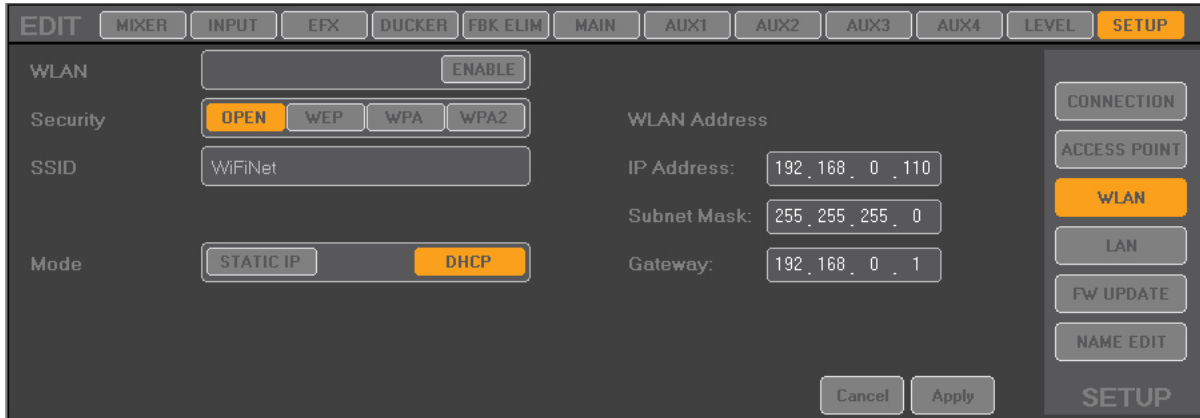 EDIT MIXER INPUT EFX DUCKER FBK ELIM MAIN AUX1 AUX2 AUX3 AUX4 LEVEL SETUP
WLAN ENABLE
Security OPEN WEP WPA WPA2
SSID WiFiNet
Mode STATIC IP DHCP
WLAN Address
IP Address: 192 . 168 . 0 . 110
Subnet Mask: 255 . 255 . 255 . 0
Gateway: 192 . 168 . 0 . 1
Cancel Apply
CONNECTION
ACCESS POINT
WLAN
LAN
FW UPDATE
NAME EDIT
SETUP